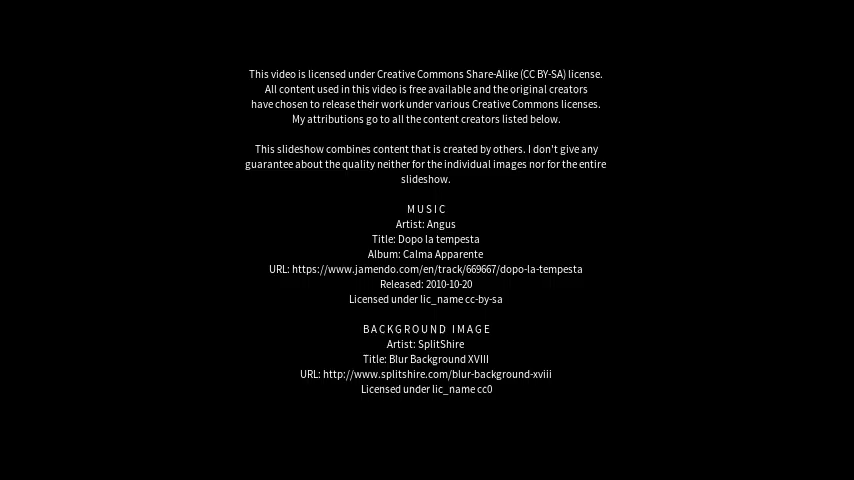 This video is licensed under Creative Commons Share-Alike (CC BY-SA) license.
All content used in this video is free available and the original creators
have chosen to release their work under various Creative Commons licenses.
My attributions go to all the content creators listed below.
This slideshow combines content that is created by others. I don't give any
guarantee about the quality neither for the individual images nor for the entire
slideshow.
MUSIC
Artist: Angus
Title: Dopo la tempesta
Album: Calma Apparente
URL: https://www.jamendo.com/en/track/669667/dopo-la-tempesta
Released: 2010-10-20
Licensed under lic_name cc-by-sa
BACKGROUND IMAGE
Artist: SplitShire
Title: Blur Background XVIII
URL: http://www.splitshire.com/blur-background-xviii
Licensed under lic_name cc0